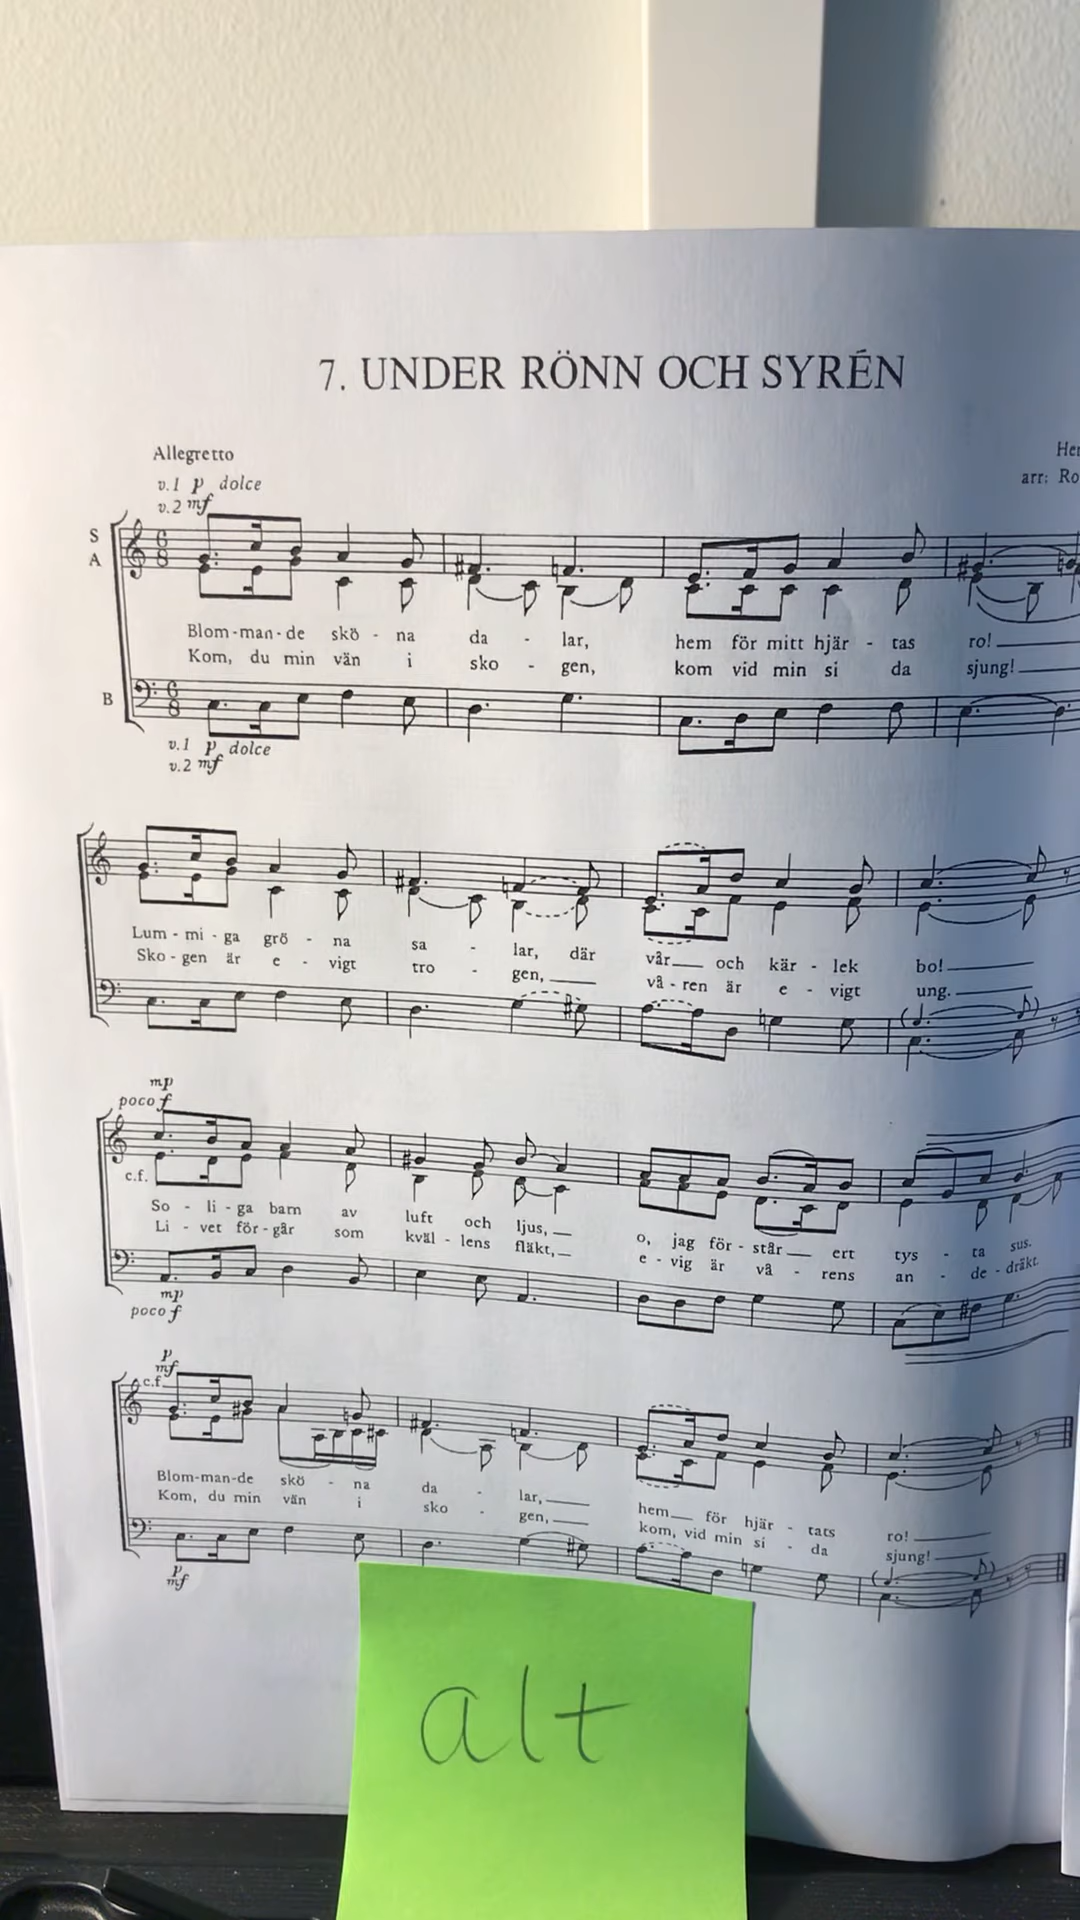 7. UNDER RÖNN OCH SYRÉN
Allegretto
Her
v.1 p dolce
arr: Ro
v.2 mf
S
A
Blom-man-de skö - na da - lar, hem för mitt hjär - tas ro!
Kom, du min vän i sko - gen, kom vid min si da sjung!
B
v.1 p dolce
v.2 mf
Lum - mi - ga grö - na sa - lar, där vår och kär - lek bo!
Sko - gen är e - vigt tro - gen, vå - ren är e - vigt ung.
mp
poco f
c.f.
So - li - ga barn av luft och ljus, o, jag för - står ert tys - ta sus.
Li - vet för - går som kväl - lens fläkt, e - vig är vå - rens an - de - dräkt.
mp
poco f
p
mf
c.f.
Blom-man-de skö - na da - lar, hem för hjär - tats ro!
Kom, du min vän i sko - gen, kom, vid min si - da sjung!
p
mf
alt